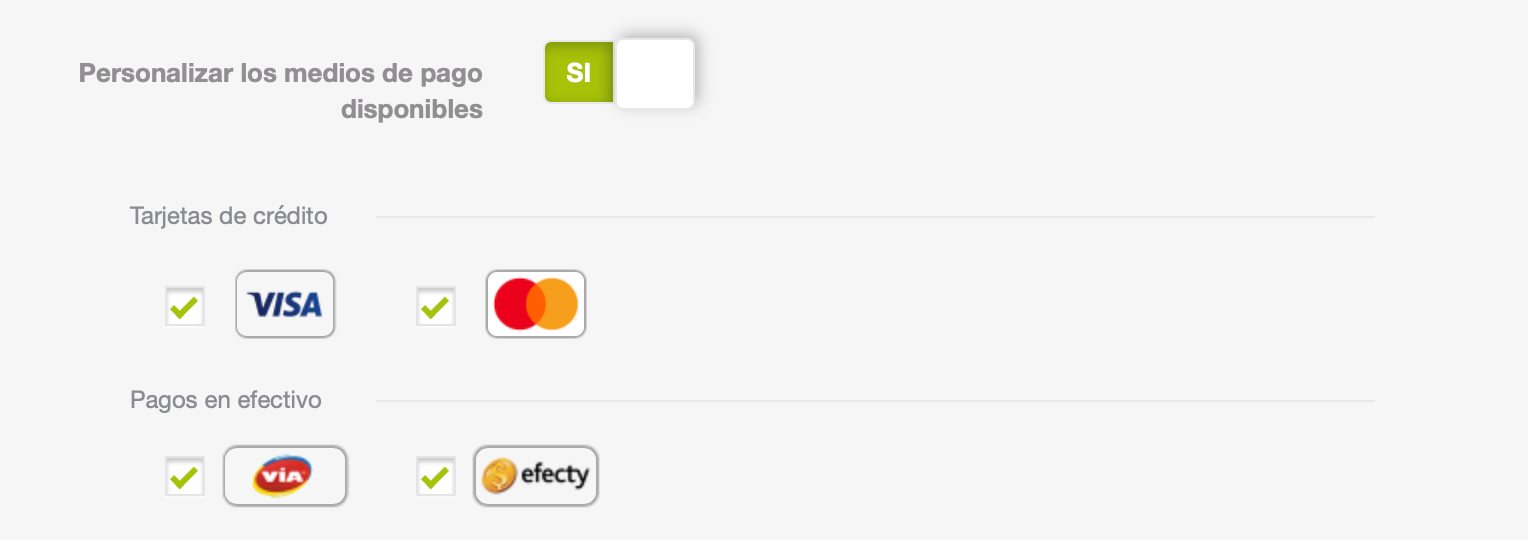 Personalizar los medios de pago
disponibles
SI
Tarjetas de crédito
VISA
Pagos en efectivo
VIA
efecty